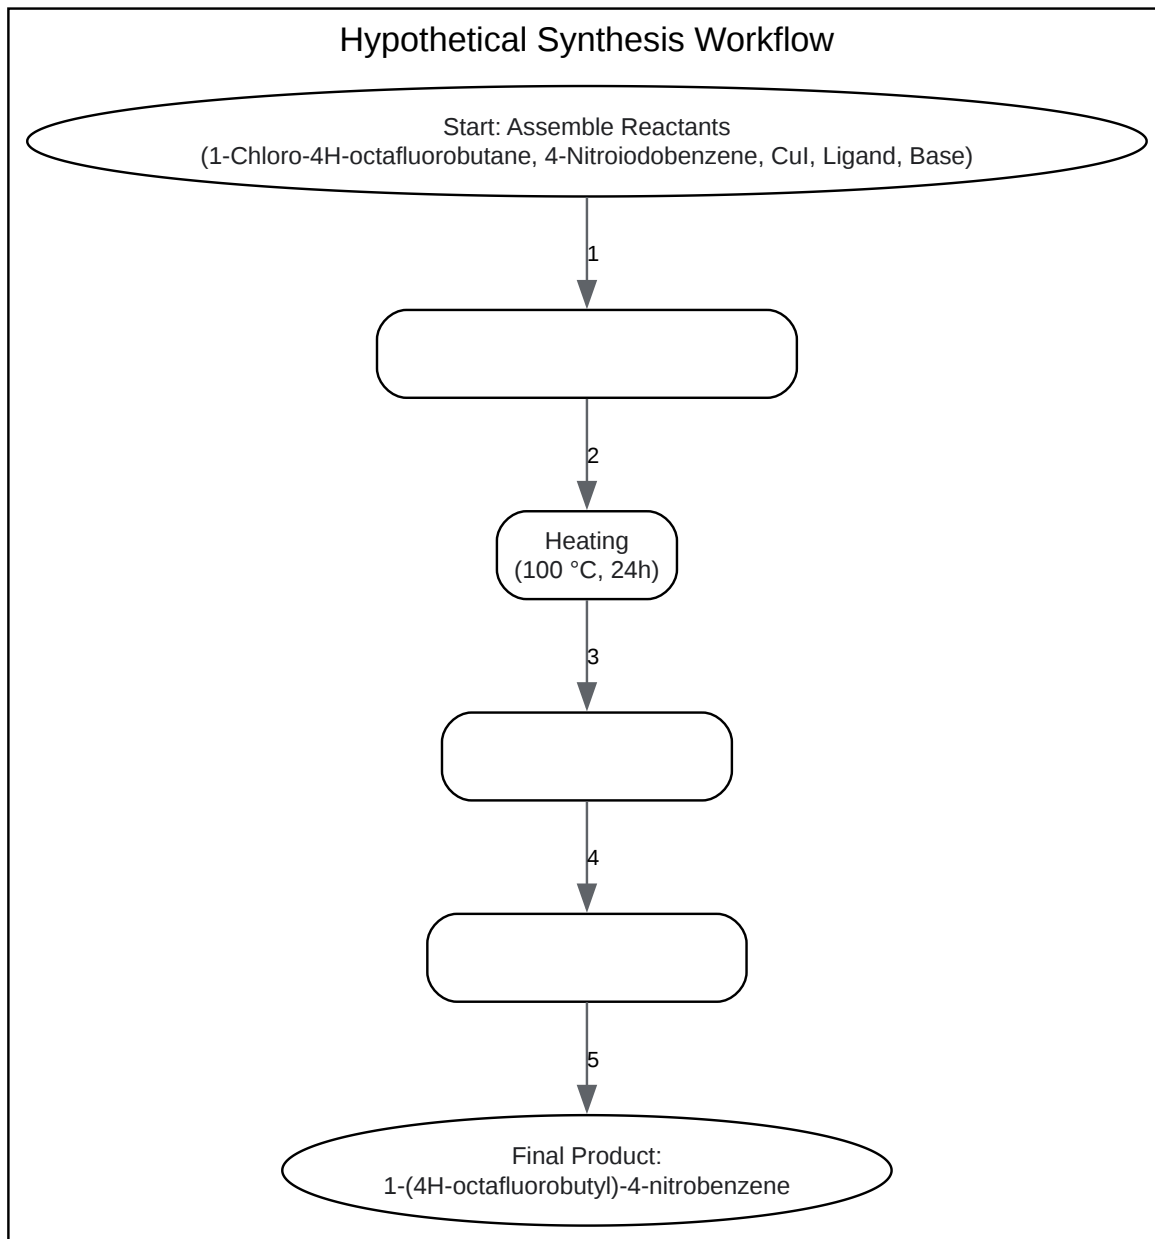 Hypothetical Synthesis Workflow
Start: Assemble Reactants
(1-Chloro-4H-octafluorobutane, 4-Nitroiodobenzene, CuI, Ligand, Base)
1
2
Heating
(100 °C, 24h)
3
4
5
Final Product:
1-(4H-octafluorobutyl)-4-nitrobenzene